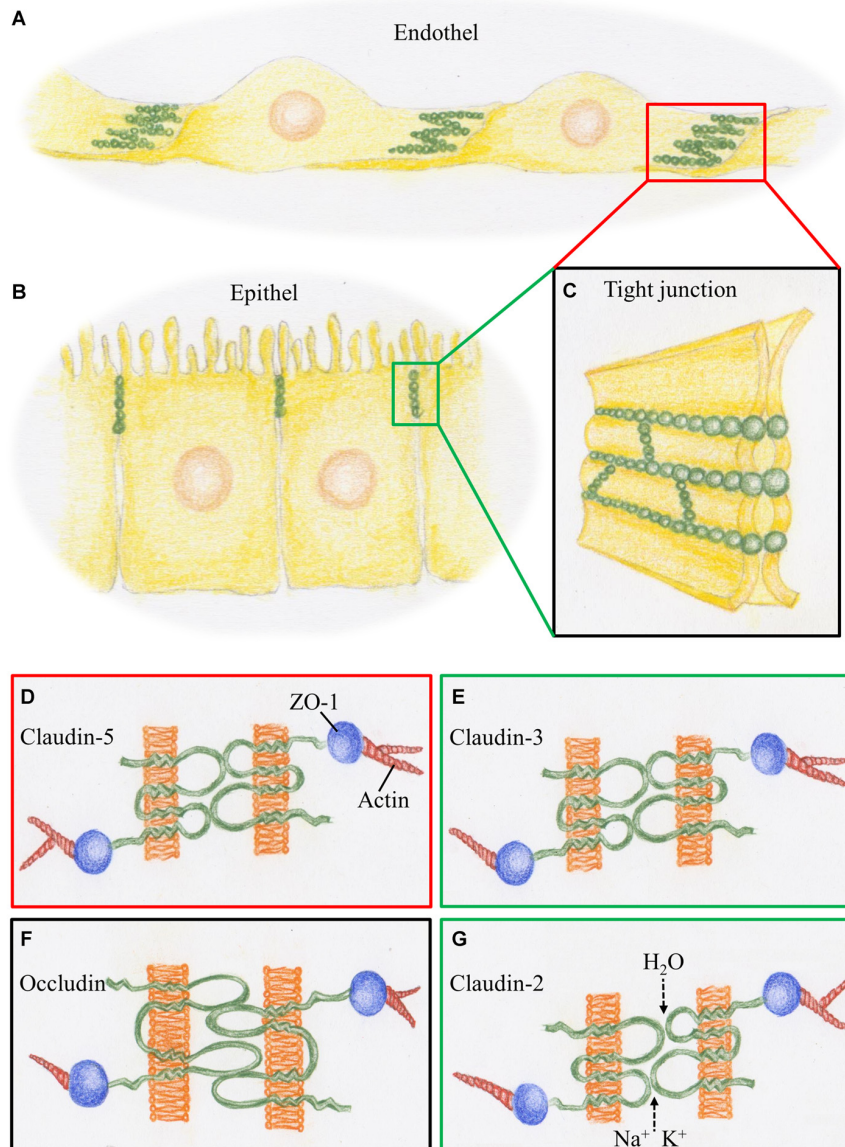 A
Endothel
B
Epithel
C
Tight junction
D
Claudin-5
ZO-1
Actin
E
Claudin-3
F
Occludin
G
Claudin-2
H₂O
Na⁺ K⁺